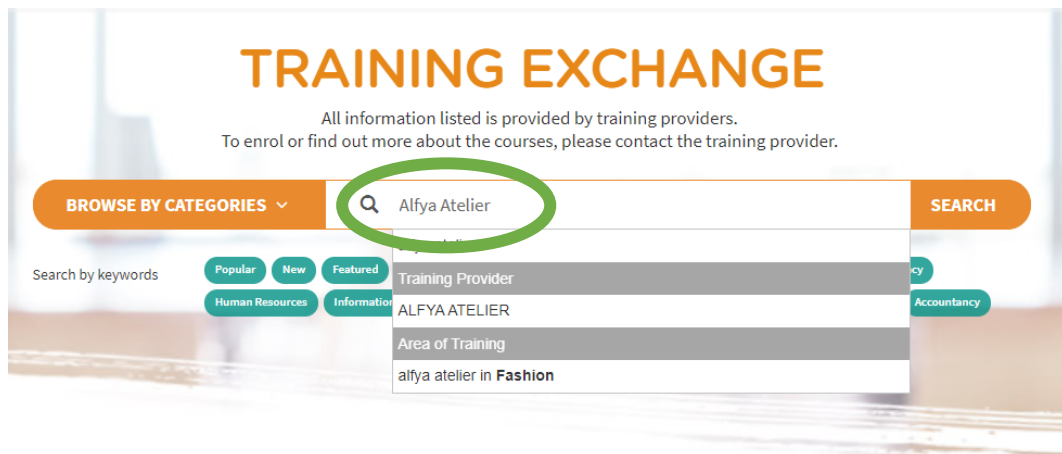 TRAINING EXCHANGE
All information listed is provided by training providers.
To enrol or find out more about the courses, please contact the training provider.
BROWSE BY CATEGORIES
Alfya Atelier
SEARCH
Search by keywords
Popular New Featured
Training Provider
Human Resources
ALFYA ATELIER
Accountancy
Area of Training
alfya atelier in Fashion